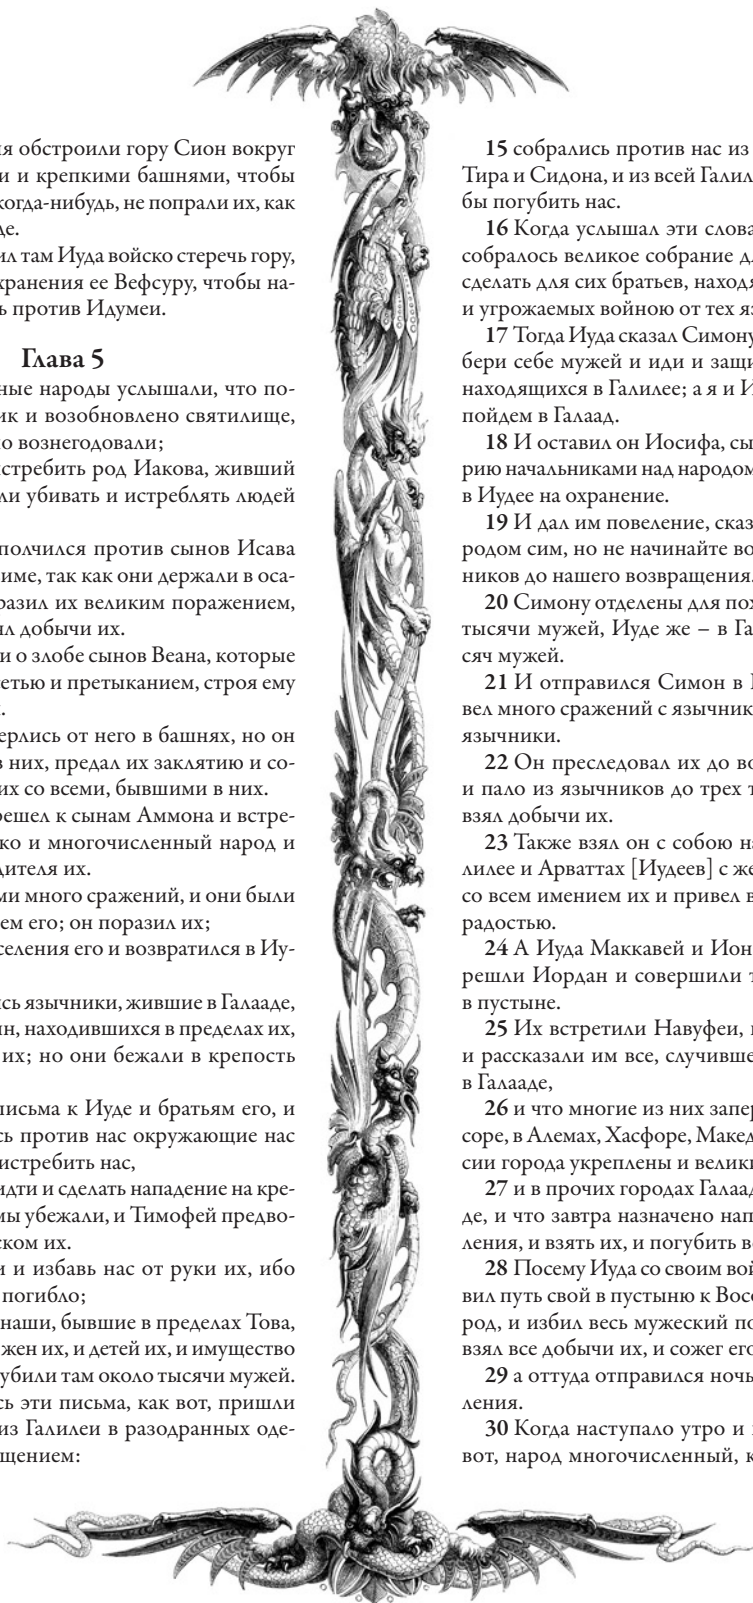 я обстроили гору Сион вокруг
и и крепкими башнями, чтобы
когда-нибудь, не попрали их, как
де.
ил там Иуда войско стеречь гору,
хранения ее Вефсуру, чтобы на-
ь против Идумеи.
Глава 5
ные народы услышали, что по-
ик и возобновлено святилище,
о вознегодовали;
стребить род Иакова, живший
ли убивать и истреблять людей
полчился против сынов Исава
име, так как они держали в оса-
разил их великим поражением,
ял добычи их.
и о злобе сынов Веана, которые
етью и претыканием, строя ему
.
ерлись от него в башнях, но он
в них, предал их заклятию и со-
их со всеми, бывшими в них.
решел к сынам Аммона и встре-
ко и многочисленный народ и
дителя их.
ми много сражений, и они были
ем его; он поразил их;
селения его и возвратился в Иу-
сь язычники, жившие в Галааде,
н, находившихся в пределах их,
их; но они бежали в крепость
письма к Иуде и братьям его, и
сь против нас окружающие нас
истребить нас,
идти и сделать нападение на кре-
мы убежали, и Тимофей предво-
ском их.
и и избавь нас от руки их, ибо
погибло;
наши, бывшие в пределах Това,
жен их, и детей их, и имущество
убили там около тысячи мужей.
сь эти письма, как вот, пришли
из Галилеи в разодранных оде-
щением:
15 собрались против нас из
Тира и Сидона, и из всей Галил
бы погубить нас.
16 Когда услышал эти слова
собралось великое собрание дл
сделать для сих братьев, находя
и угрожаемых войною от тех яз
17 Тогда Иуда сказал Симону
бери себе мужей и иди и защи
находящихся в Галилее; а я и И
пойдем в Галаад.
18 И оставил он Иосифа, сы
рию начальниками над народом
в Иудее на охранение.
19 И дал им повеление, сказ
родом сим, но не начинайте во
ников до нашего возвращения.
20 Симону отделены для пох
тысячи мужей, Иуде же – в Га
сяч мужей.
21 И отправился Симон в
вел много сражений с язычник
язычники.
22 Он преследовал их до во
и пало из язычников до трех т
взял добычи их.
23 Также взял он с собою на
лилее и Арваттах [Иудеев] с же
со всем имением их и привел в
радостью.
24 А Иуда Маккавей и Ион
решли Иордан и совершили т
в пустыне.
25 Их встретили Навуфеи,
и рассказали им все, случивше
в Галааде,
26 и что многие из них запер
соре, в Алемах, Хасфоре, Макед
сии города укреплены и велики
27 и в прочих городах Галаад
де, и что завтра назначено нап
ления, и взять их, и погубить в
28 Посему Иуда со своим вой
вил путь свой в пустыню к Восо
род, и избил весь мужеский по
взял все добычи их, и сожег его
29 а оттуда отправился ночь
ления.
30 Когда наступало утро и
вот, народ многочисленный, к